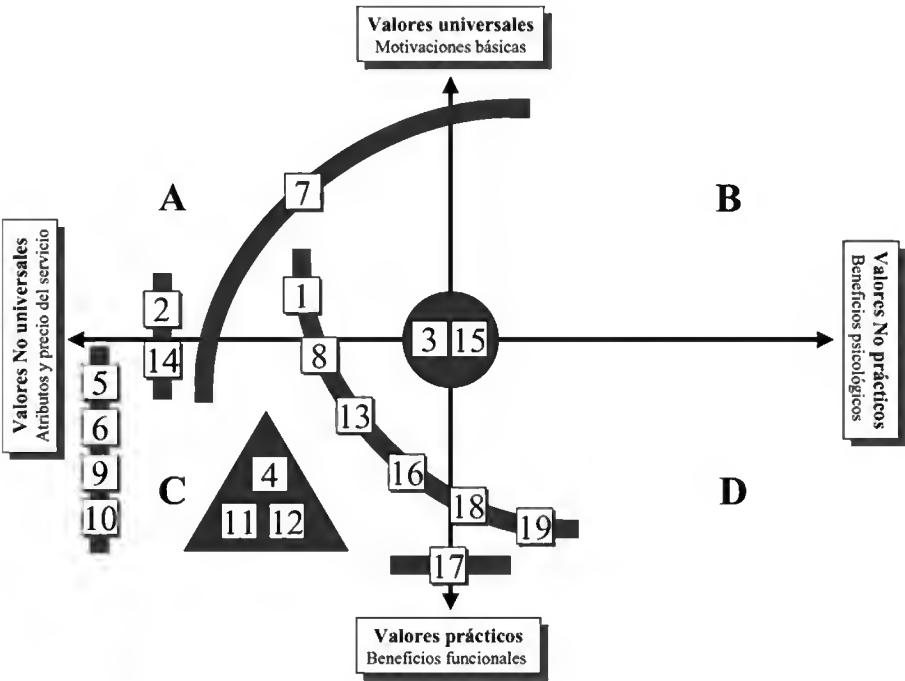 Valores universales
Motivaciones básicas
7
A
B
Valores No universales
Atributos y precio del servicio
Valores No prácticos
Beneficios psicológicos
2
1
3 15
14
8
5
13
6
4
16
9
C
D
10
11 12
18
19
17
Valores prácticos
Beneficios funcionales